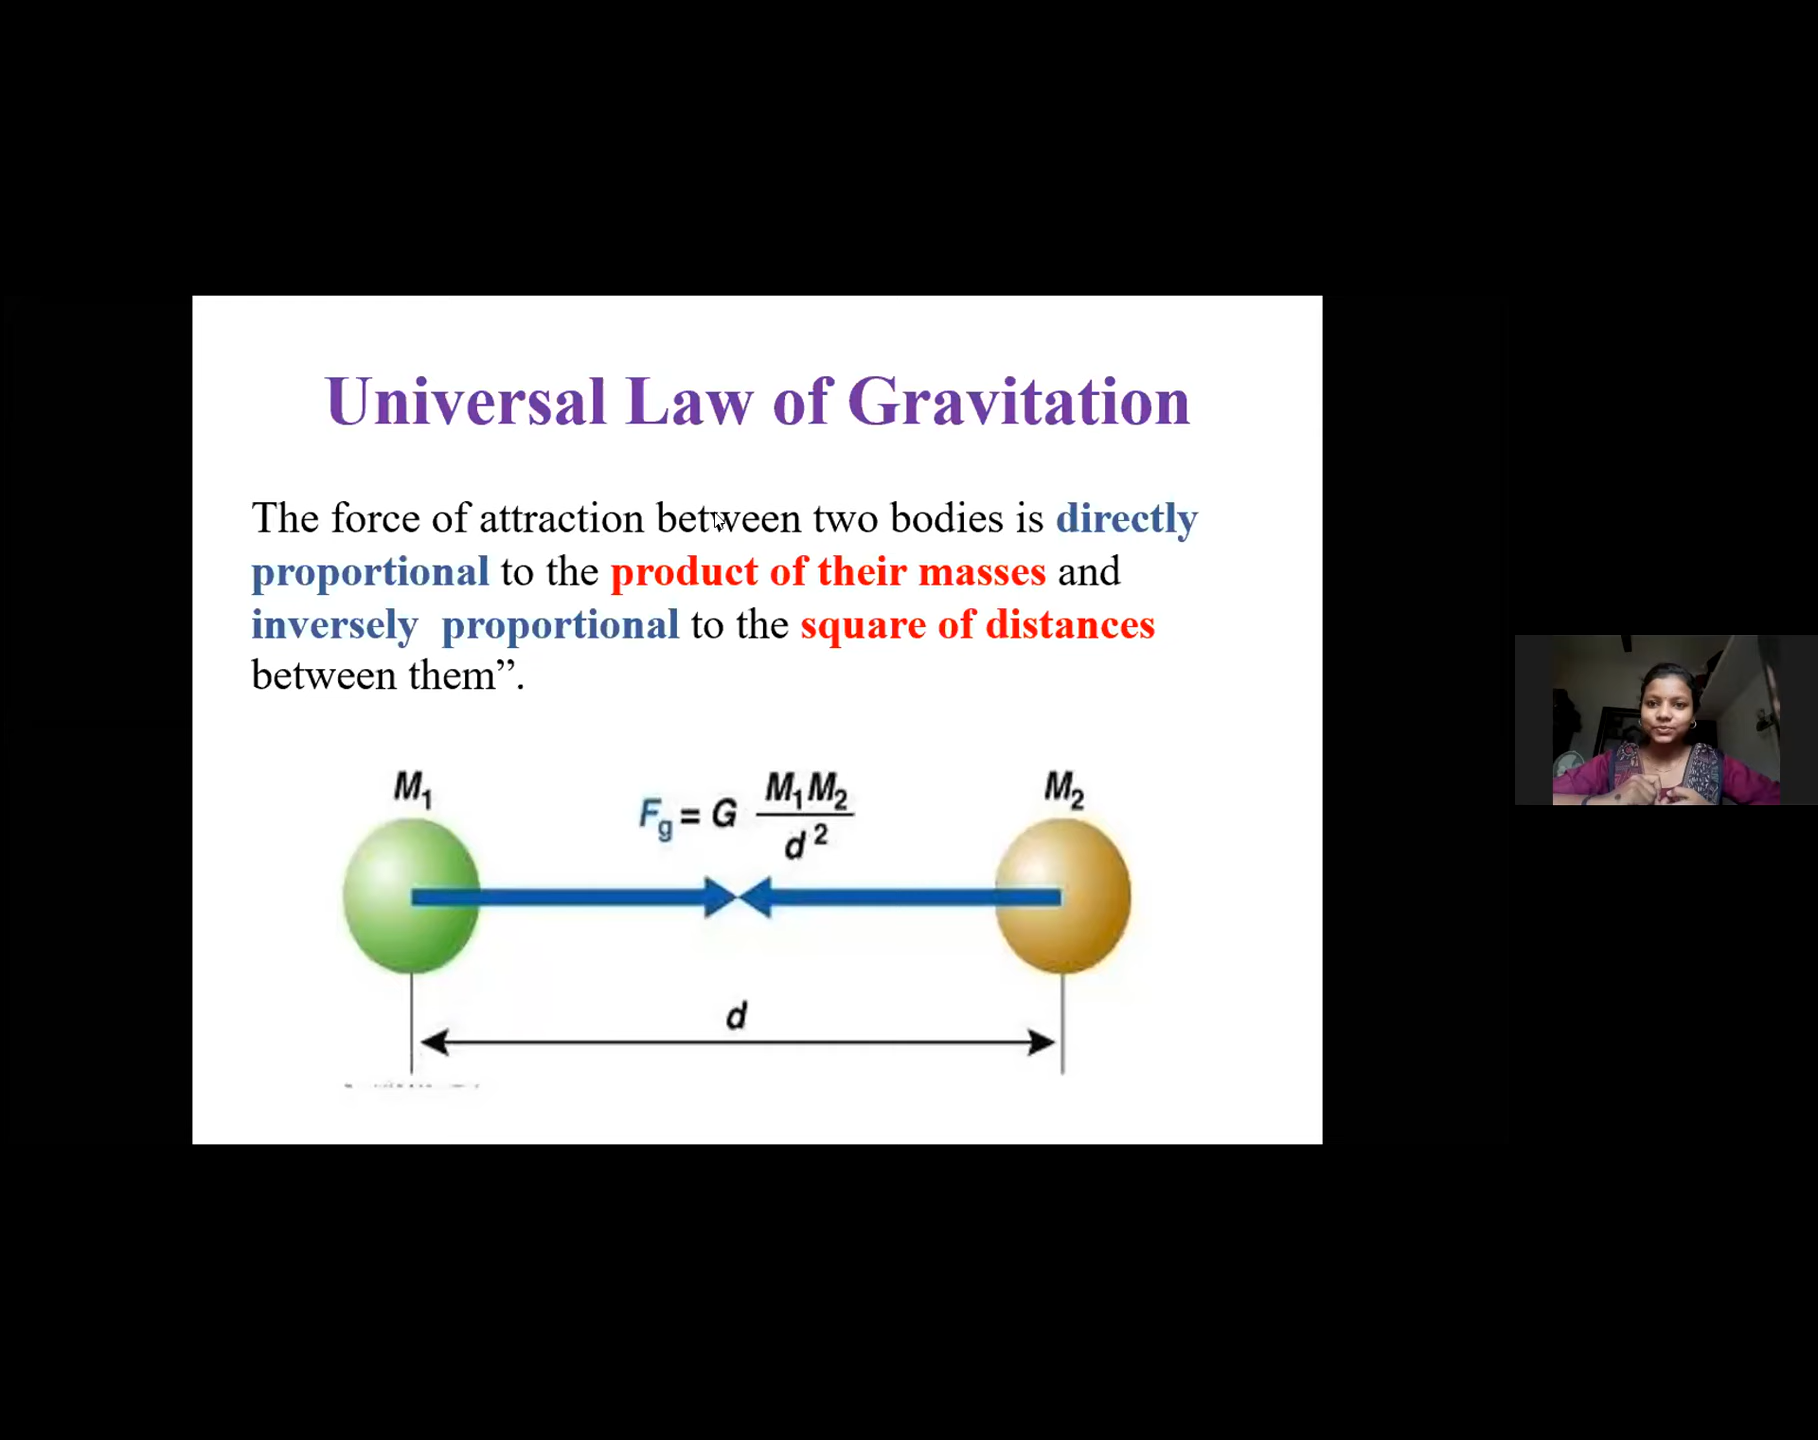 Universal Law of Gravitation
The force of attraction between two bodies is directly
proportional to the product of their masses and
inversely proportional to the square of distances
between them”.
M₁
F_g = G M₁M₂ / d²
M₂
d